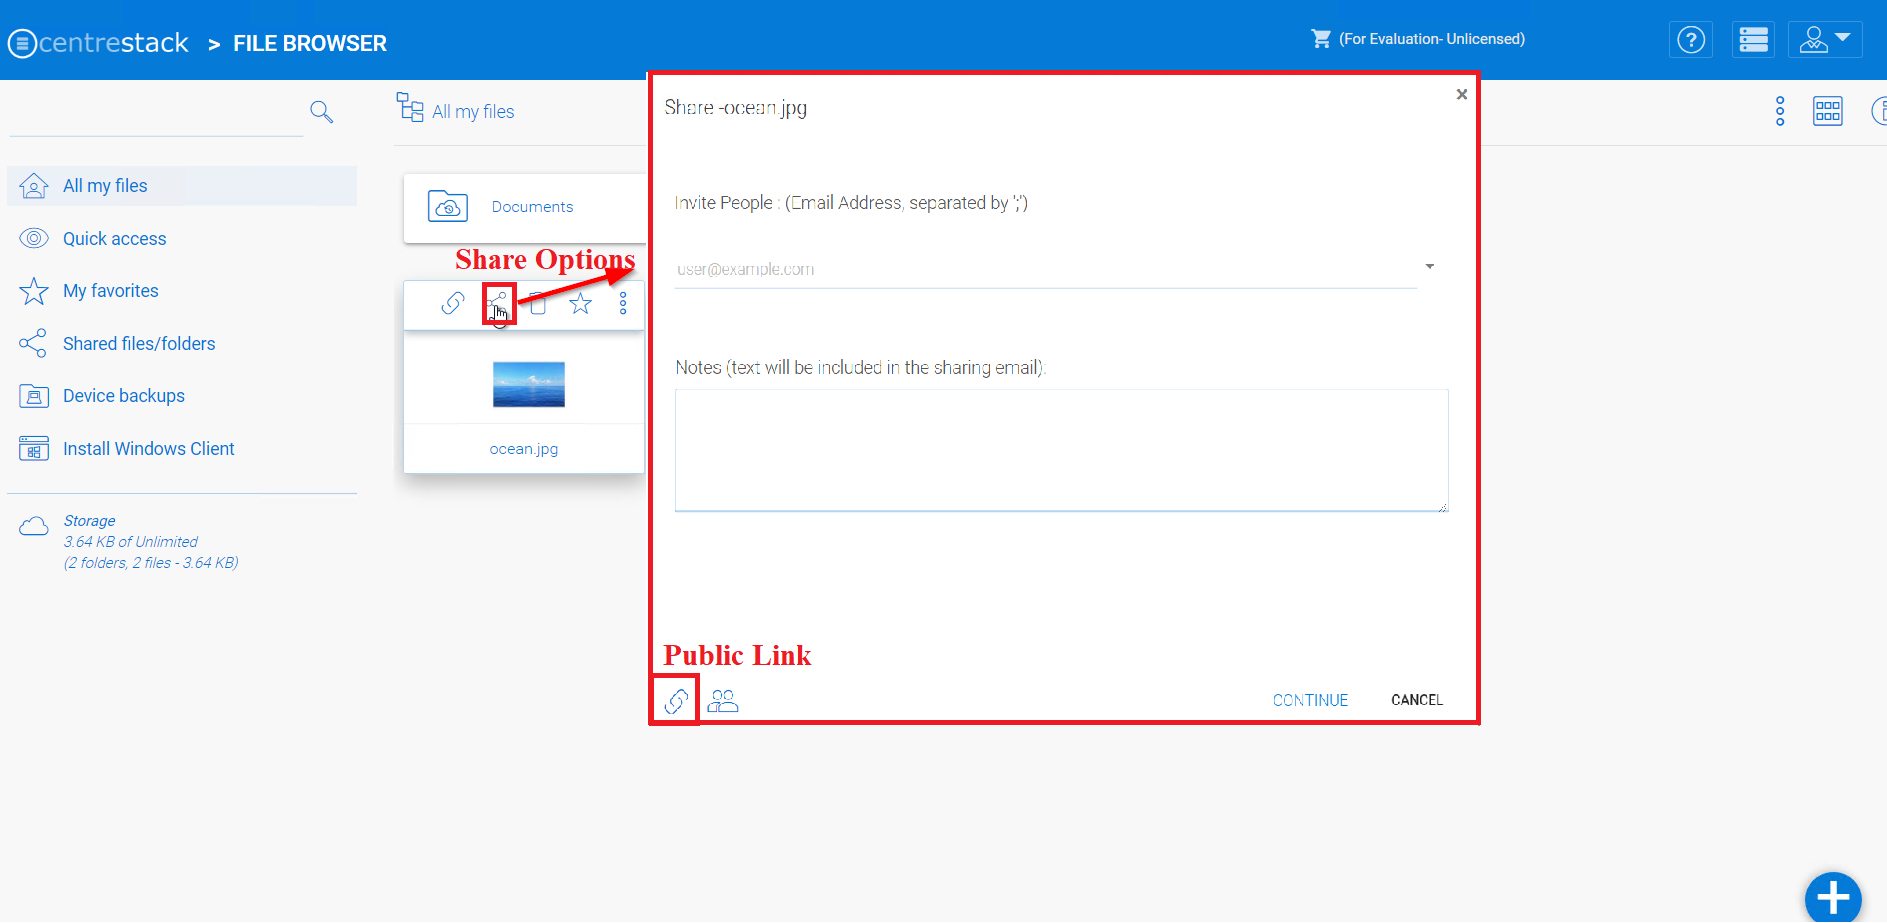 centrestack > FILE BROWSER
(For Evaluation- Unlicensed)
?
All my files
Share -ocean.jpg
×
All my files
Quick access
My favorites
Shared files/folders
Device backups
Install Windows Client
Storage
3.64 KB of Unlimited
(2 folders, 2 files - 3.64 KB)
Documents
Share Options
ocean.jpg
Invite People : (Email Address, separated by ';')
user@example.com
Notes (text will be included in the sharing email):
Public Link
CONTINUE
CANCEL